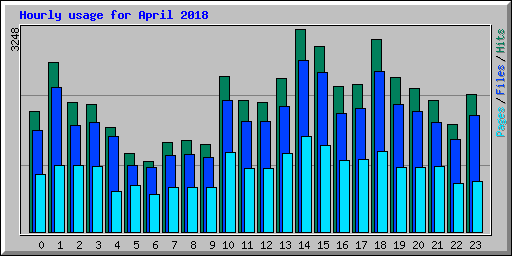 Hourly usage for April 2018
3248
Pages / Files / Hits
0 1 2 3 4 5 6 7 8 9 10 11 12 13 14 15 16 17 18 19 20 21 22 23